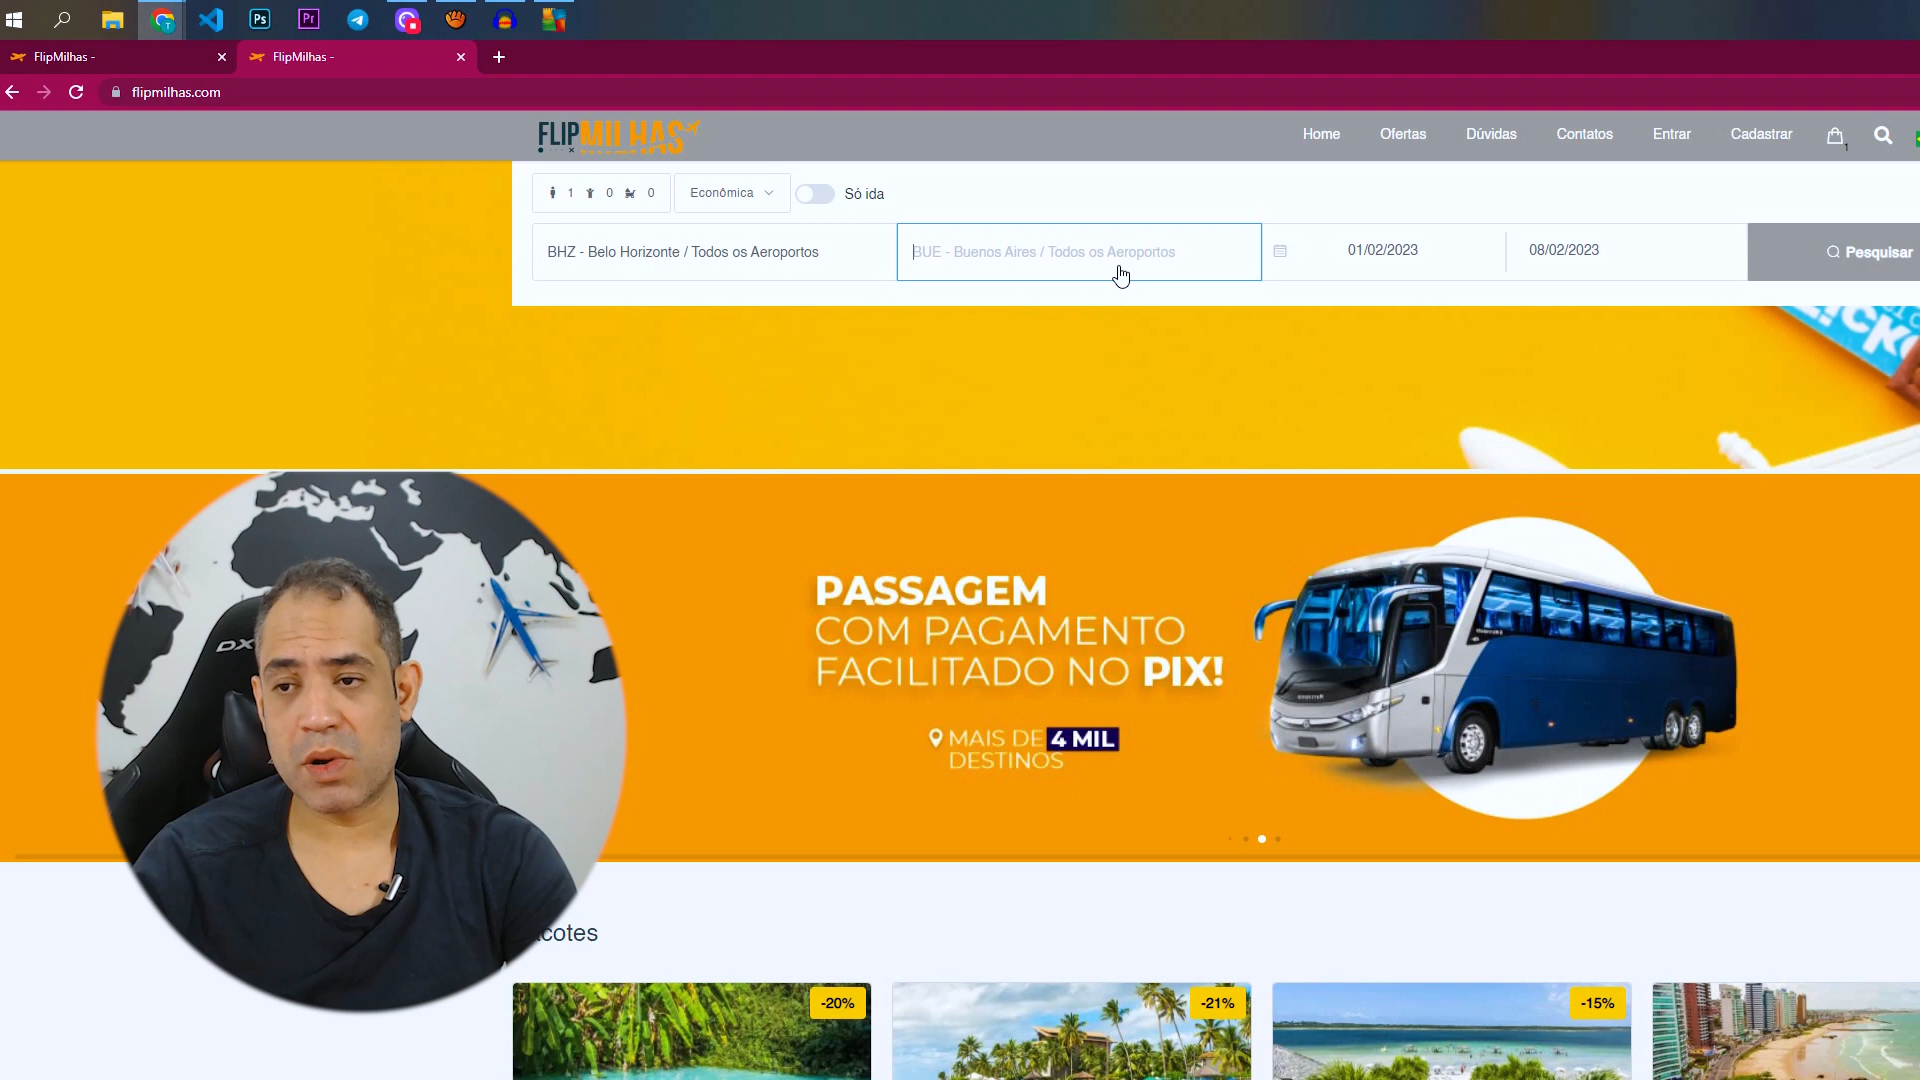 FlipMilhas -
FlipMilhas -
flipmilhas.com
FLIPMILHAS
Home
Ofertas
Dúvidas
Contatos
Entrar
Cadastrar
1
1 0 0
Econômica
Só ida
BHZ - Belo Horizonte / Todos os Aeroportos
BUE - Buenos Aires / Todos os Aeroportos
01/02/2023
08/02/2023
Pesquisar
PASSAGEM
COM PAGAMENTO
FACILITADO NO PIX!
MAIS DE 4 MIL
DESTINOS
DX
cotes
-20%
-21%
-15%